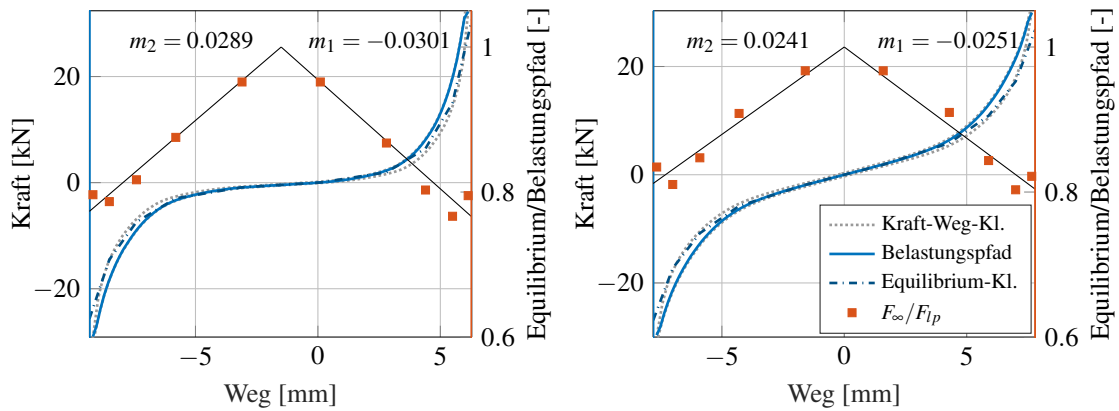 m₂ = 0.0289
m₁ = −0.0301
20
0
−20
−5
0
5
1
0.8
0.6
Kraft [kN]
Weg [mm]
Equilibrium/Belastungspfad [-]
m₂ = 0.0241
m₁ = −0.0251
20
0
−20
−5
0
5
1
0.8
0.6
Kraft [kN]
Weg [mm]
Equilibrium/Belastungspfad [-]
Kraft-Weg-Kl.
Belastungspfad
Equilibrium-Kl.
F∞/Flp